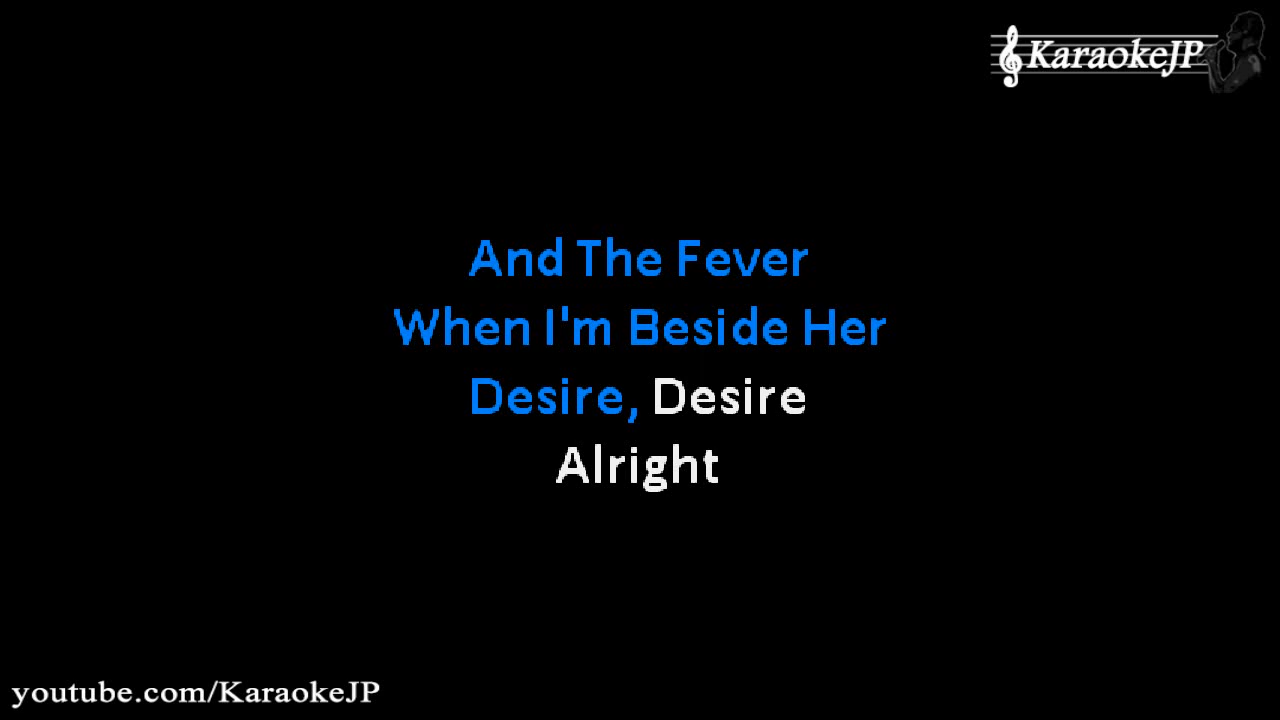 KaraokeJP
And The Fever
When I'm Beside Her
Desire, Desire
Alright
youtube.com/KaraokeJP